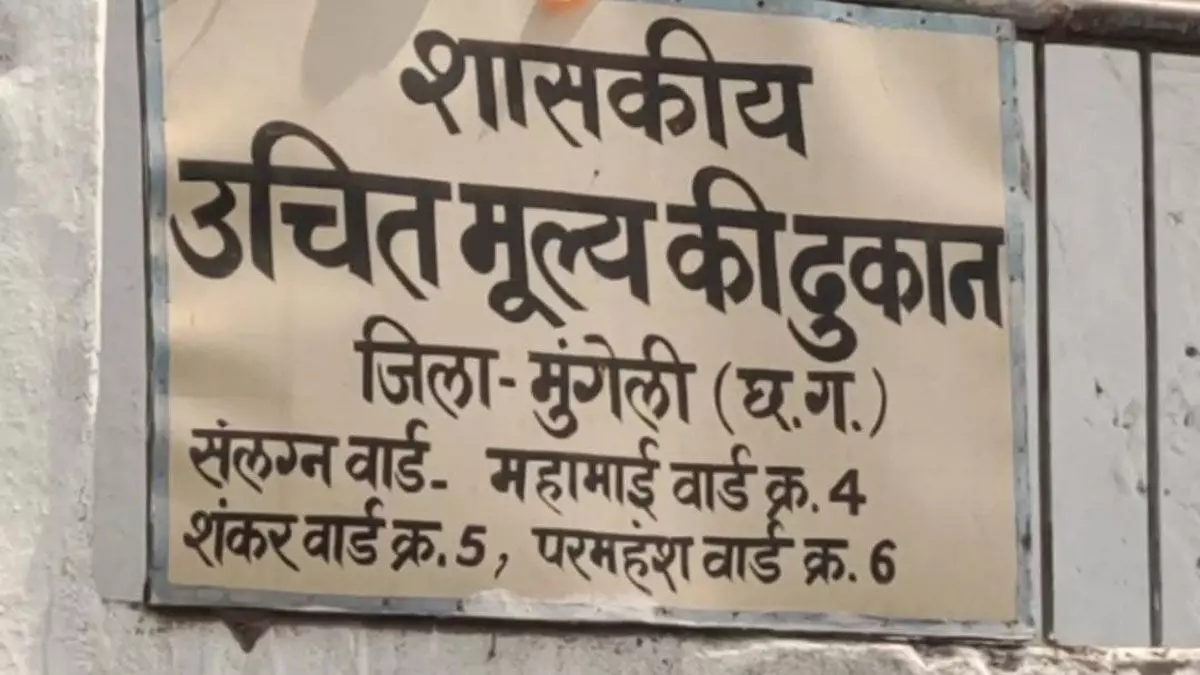 शासकीय
उचित मूल्य की दुकान
जिला - मुंगेली (छ.ग.)
संलग्न वार्ड- महामाई वार्ड क्र. 4
शंकर वार्ड क्र. 5, परमहंश वार्ड क्र. 6